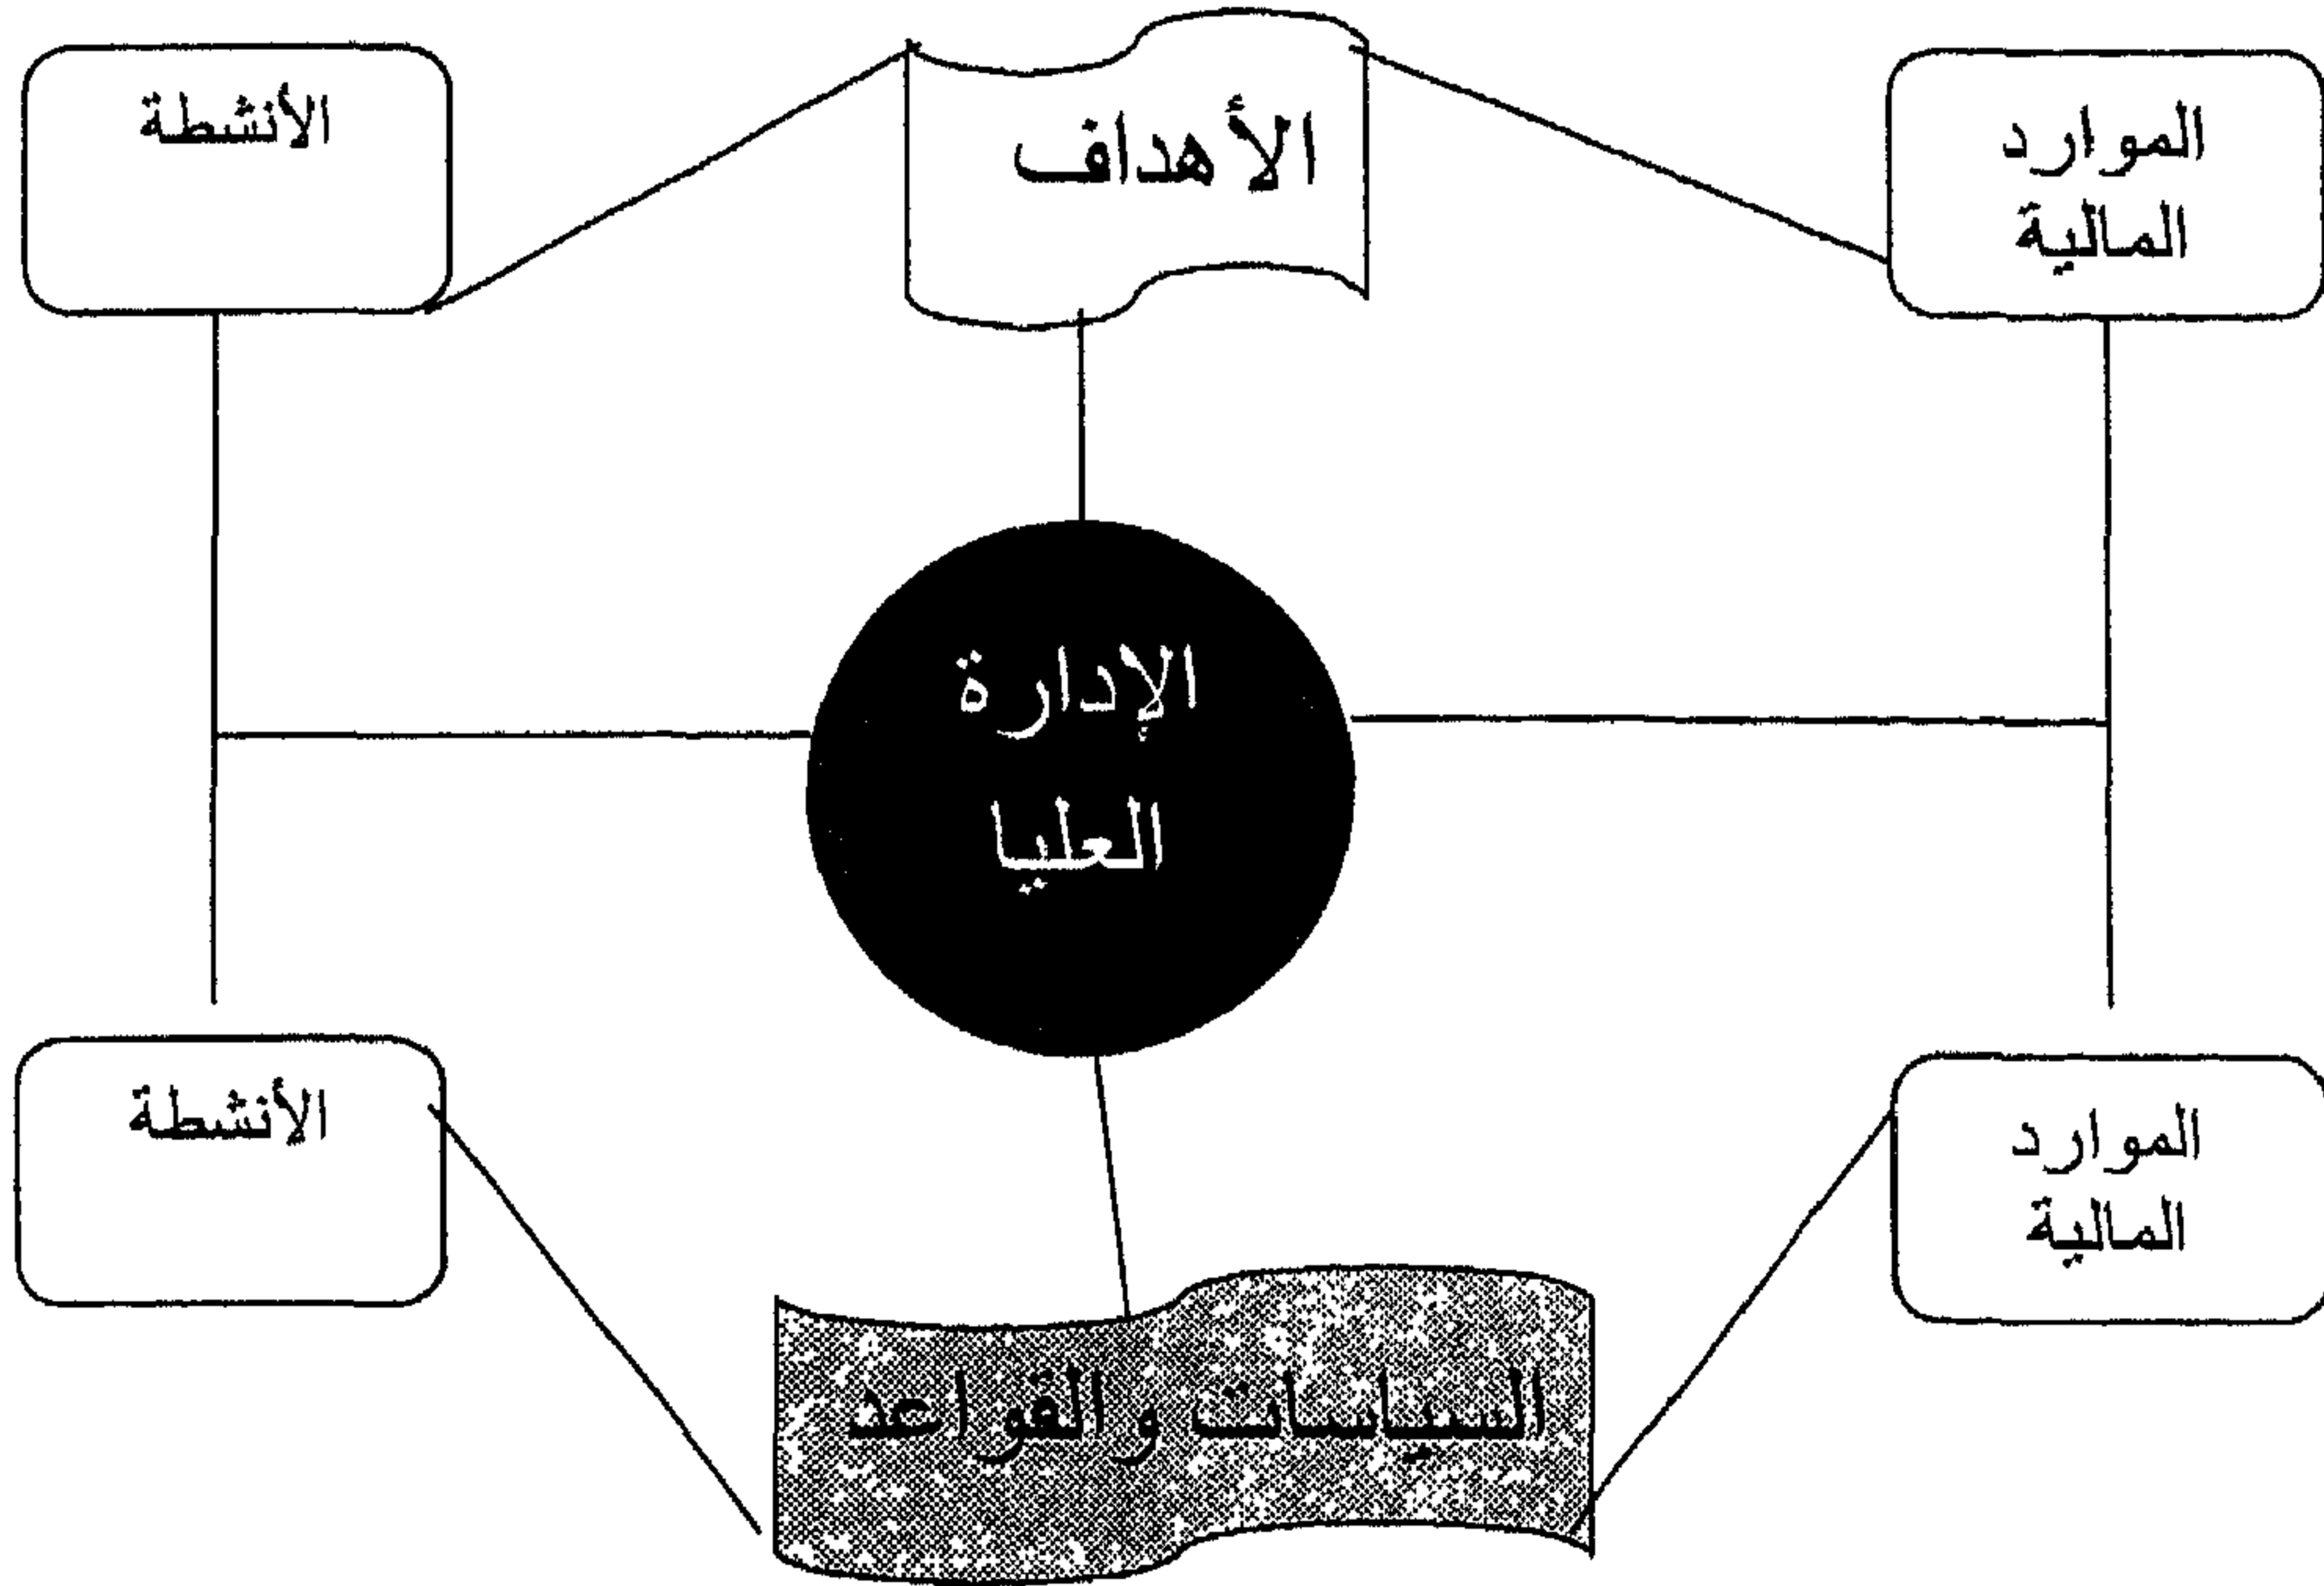 الموارد
المالية
الأهداف
الأنشطة
الإدارة
العليا
الموارد
المالية
الأنشطة
السياسات والقواعد